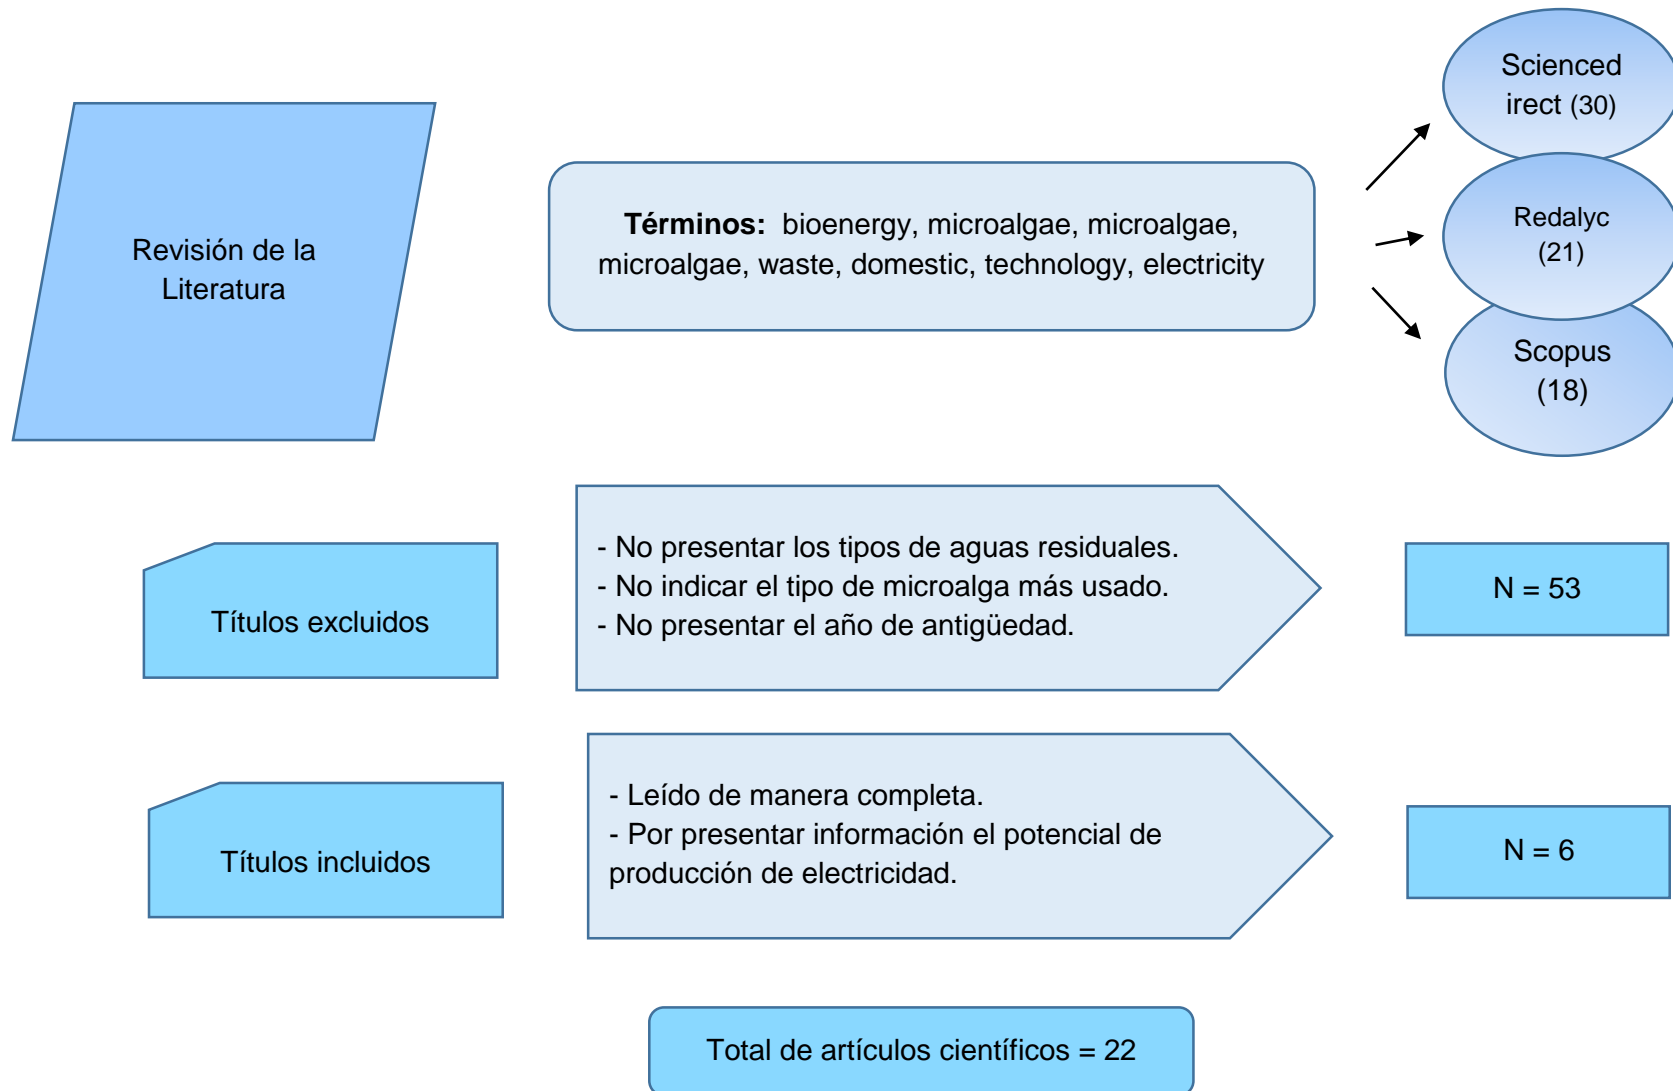 Revisión de la
Literatura
Términos: bioenergy, microalgae, microalgae,
microalgae, waste, domestic, technology, electricity
Scienced
irect (30)
Redalyc
(21)
Scopus
(18)
Títulos excluidos
- No presentar los tipos de aguas residuales.
- No indicar el tipo de microalga más usado.
- No presentar el año de antigüedad.
N = 53
Títulos incluidos
- Leído de manera completa.
- Por presentar información el potencial de
producción de electricidad.
N = 6
Total de artículos científicos = 22